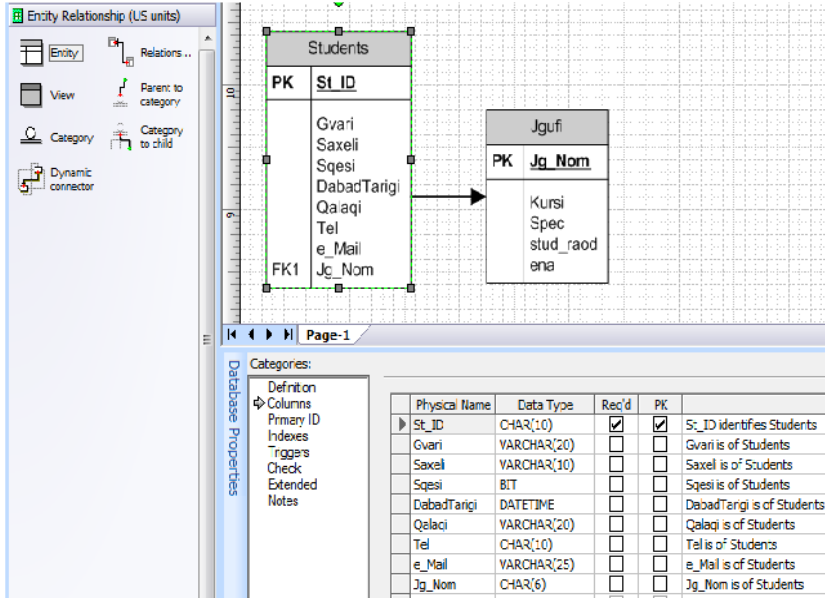 Entity Relationship (US units)
Entity
Relations ..
View
Parent to
category
Category
Category
to child
Dynamic
connector
Students
PK St_ID
Gvari
Saxeli
Sqesi
DabadTarigi
Qalaqi
Tel
e_Mail
FK1 Jg_Nom
Jgufi
PK Jg_Nom
Kursi
Spec
stud_raod
ena
10
9
Page-1
Database Properties
Categories:
Definition
Columns
Primary ID
Indexes
Triggers
Check
Extended
Notes
Physical Name Data Type Req'd PK
St_ID CHAR(10) St_ID identifies Students
Gvari VARCHAR(20) Gvari is of Students
Saxeli VARCHAR(10) Saxeli is of Students
Sqesi BIT Sqesi is of Students
DabadTarigi DATETIME DabadTarigi is of Students
Qalaqi VARCHAR(20) Qalaqi is of Students
Tel CHAR(10) Tel is of Students
e_Mail VARCHAR(25) e_Mail is of Students
Jg_Nom CHAR(6) Jg_Nom is of Students